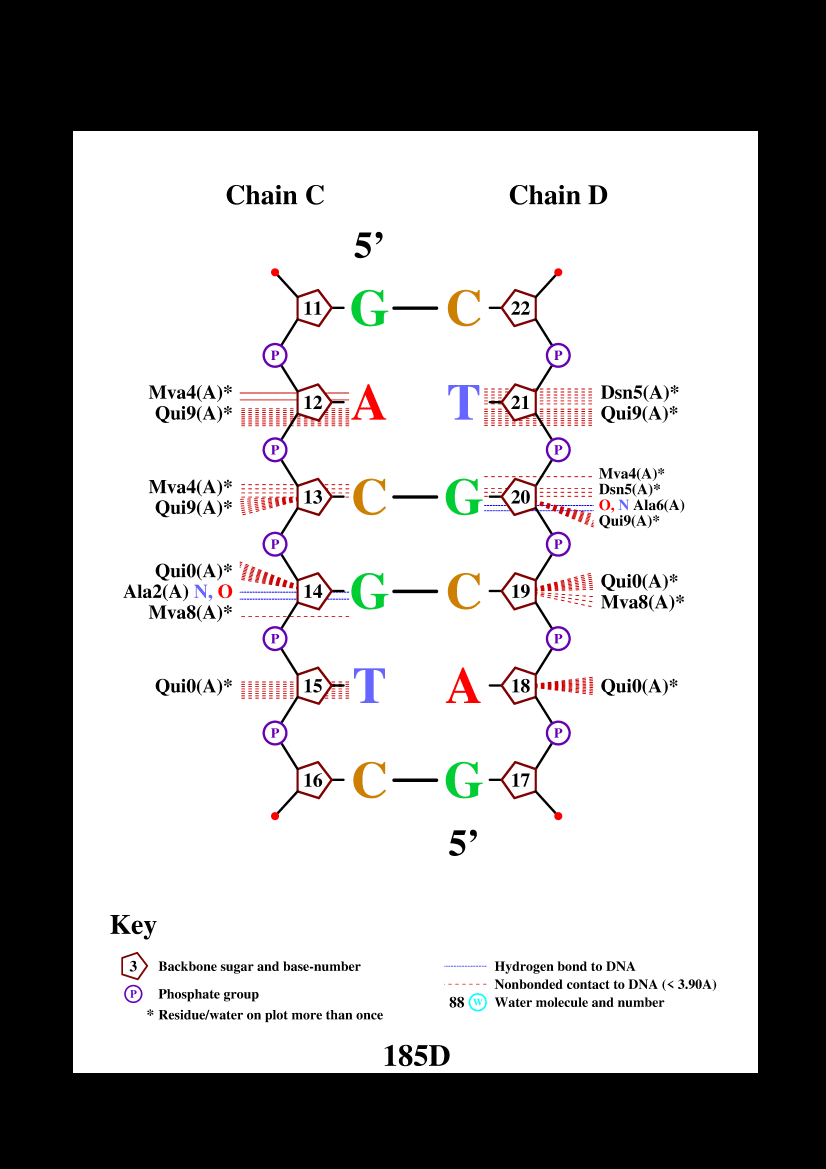 Chain C Chain D
5’
11 G C 22
P P
Mva4(A)* 12 A T 21 Dsn5(A)*
Qui9(A)* Qui9(A)*
P P
Mva4(A)*
Mva4(A)* 13 C G 20 Dsn5(A)*
O, N Ala6(A)
Qui9(A)* Qui9(A)*
P P
Qui0(A)* Qui0(A)*
Ala2(A) N, O 14 G C 19
Mva8(A)* Mva8(A)*
P P
Qui0(A)* 15 T A 18 Qui0(A)*
P P
16 C G 17
5’
Key
3 Backbone sugar and base-number
P Phosphate group
* Residue/water on plot more than once
Hydrogen bond to DNA
Nonbonded contact to DNA (< 3.90A)
88 W Water molecule and number
185D